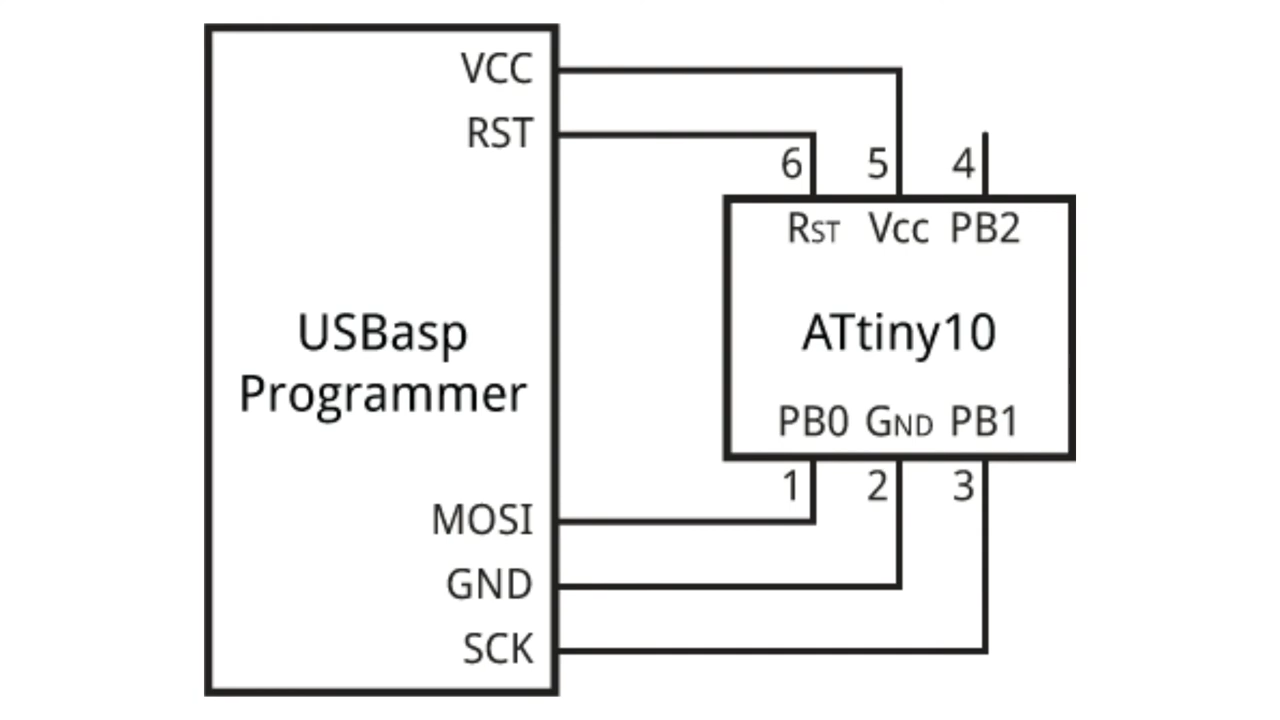 VCC
RST
6 5 4
RST Vcc PB2
USBasp
Programmer
ATtiny10
PB0 GND PB1
1 2 3
MOSI
GND
SCK